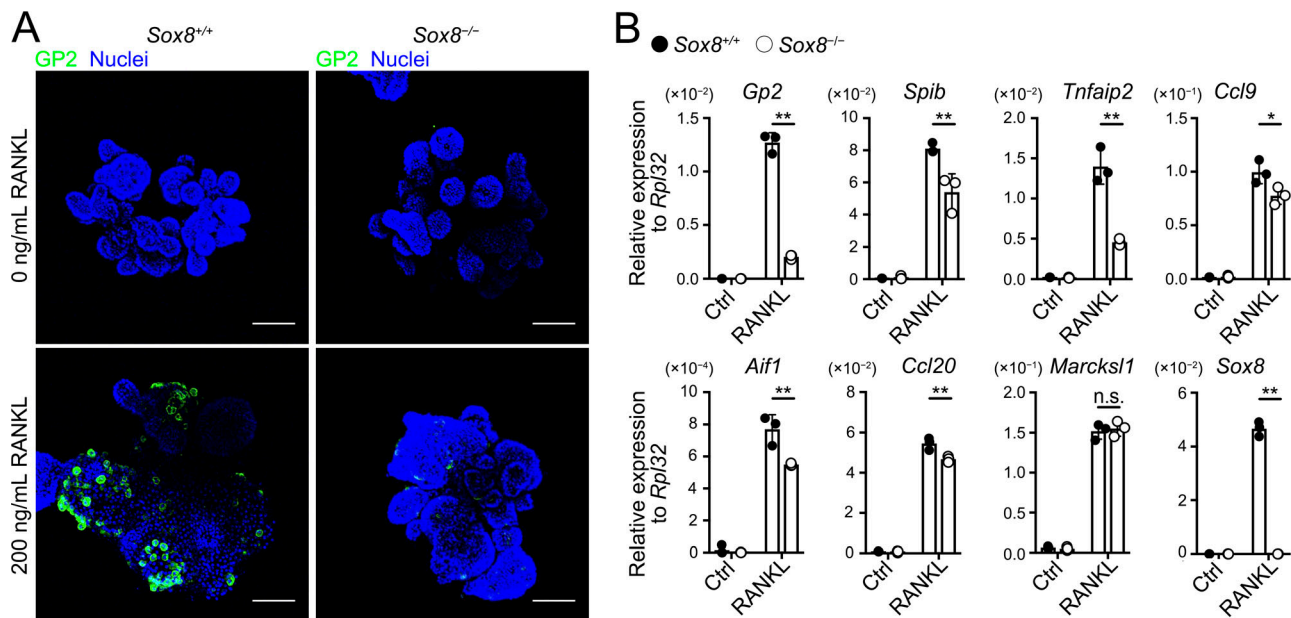 A
Sox8+/+
Sox8−/−
GP2 Nuclei
GP2 Nuclei
0 ng/mL RANKL
200 ng/mL RANKL
B
Sox8+/+ Sox8−/−
Relative expression
to Rpl32
(×10−2)
Gp2
**
1.5
1.0
0.5
0.0
Ctrl
RANKL
(×10−2)
Spib
**
10
8
6
4
2
0
Ctrl
RANKL
(×10−2)
Tnfaip2
**
2.0
1.5
1.0
0.5
0.0
Ctrl
RANKL
(×10−1)
Ccl9
*
1.5
1.0
0.5
0.0
Ctrl
RANKL
Relative expression
to Rpl32
(×10−4)
Aif1
**
10
8
6
4
2
0
Ctrl
RANKL
(×10−2)
Ccl20
**
8
6
4
2
0
Ctrl
RANKL
(×10−1)
Marcksl1
n.s.
2.0
1.5
1.0
0.5
0.0
Ctrl
RANKL
(×10−2)
Sox8
**
6
4
2
0
Ctrl
RANKL